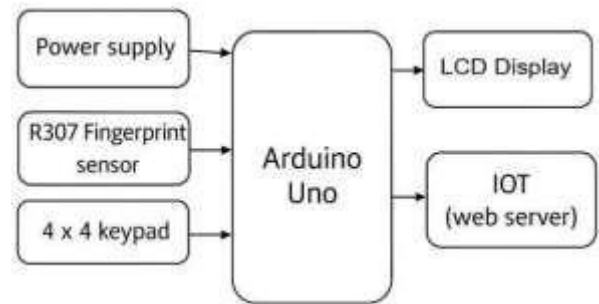 Power supply
R307 Fingerprint
sensor
4 x 4 keypad
Arduino
Uno
LCD Display
IOT
(web server)